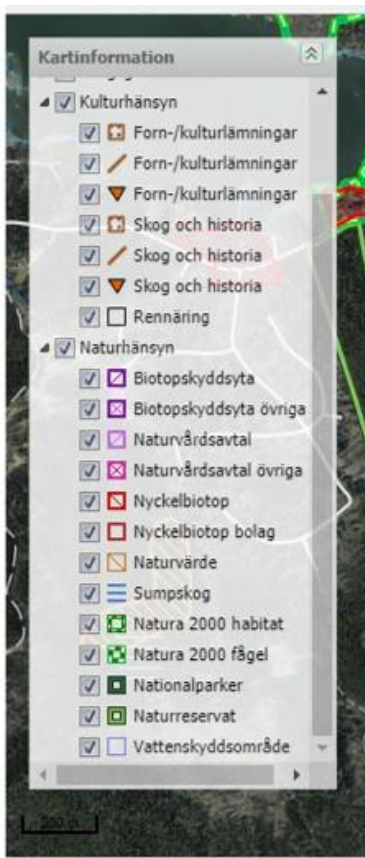 Kartinformation
Kulturhänsyn
Forn-/kulturlämningar
Forn-/kulturlämningar
Forn-/kulturlämningar
Skog och historia
Skog och historia
Skog och historia
Rennäring
Naturhänsyn
Biotopskyddsyta
Biotopskyddsyta övriga
Naturvårdsavtal
Naturvårdsavtal övriga
Nyckelbiotop
Nyckelbiotop bolag
Naturvärde
Sumpskog
Natura 2000 habitat
Natura 2000 fågel
Nationalparker
Naturreservat
Vattenskyddsområde